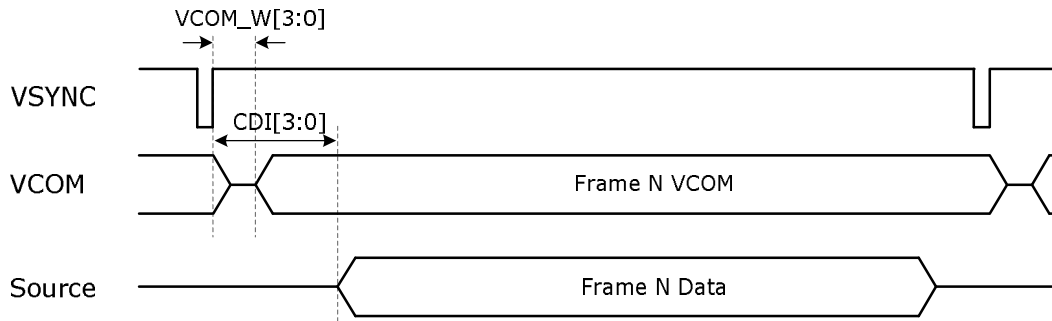 VCOM_W[3:0]
VSYNC
CDI[3:0]
VCOM
Frame N VCOM
Source
Frame N Data